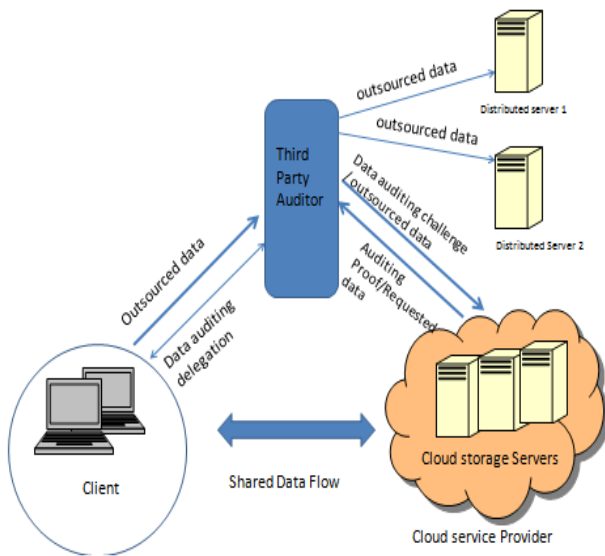 outsourced data
Distributed server 1
outsourced data
Distributed Server 2
Third
Party
Auditor
Data auditing challenge
/outsourced data
Auditing
Proof/Requested
data
Outsourced data
Data auditing
delegation
Client
Shared Data Flow
Cloud storage Servers
Cloud service Provider